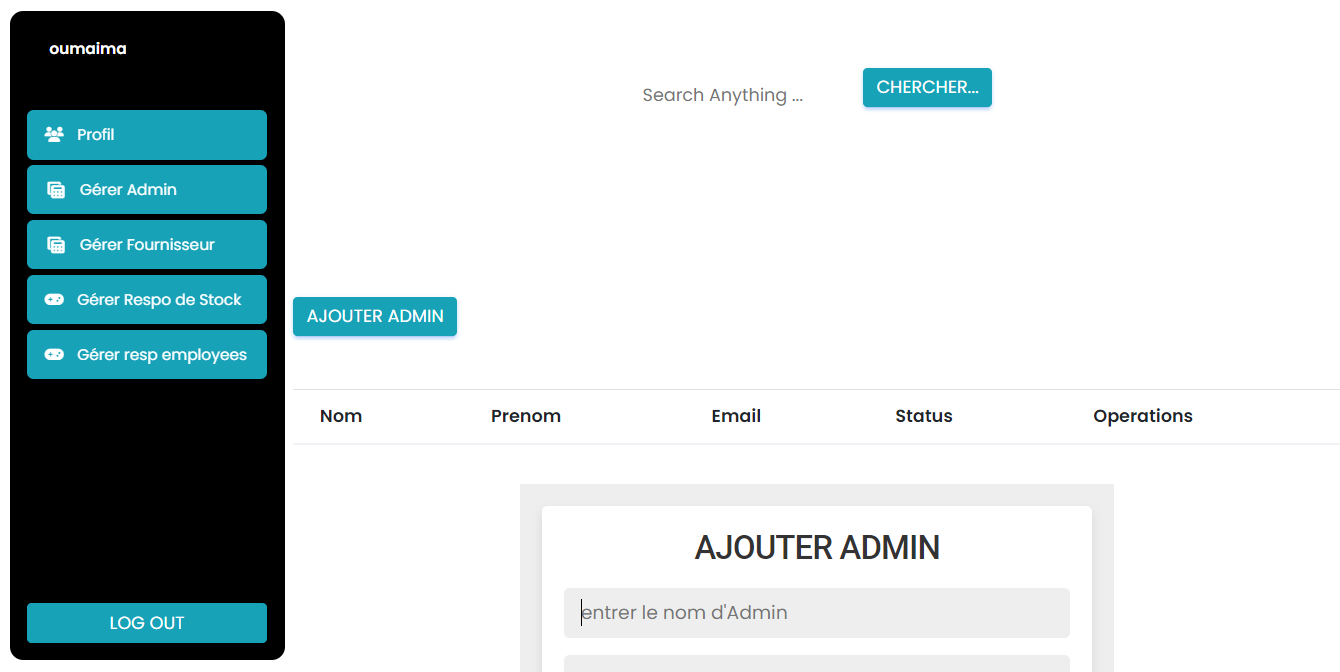 oumaima
Profil
Gérer Admin
Gérer Fournisseur
Gérer Respo de Stock
Gérer resp employees
LOG OUT
Search Anything ...
CHERCHER...
AJOUTER ADMIN
Nom Prenom Email Status Operations
AJOUTER ADMIN
entrer le nom d'Admin